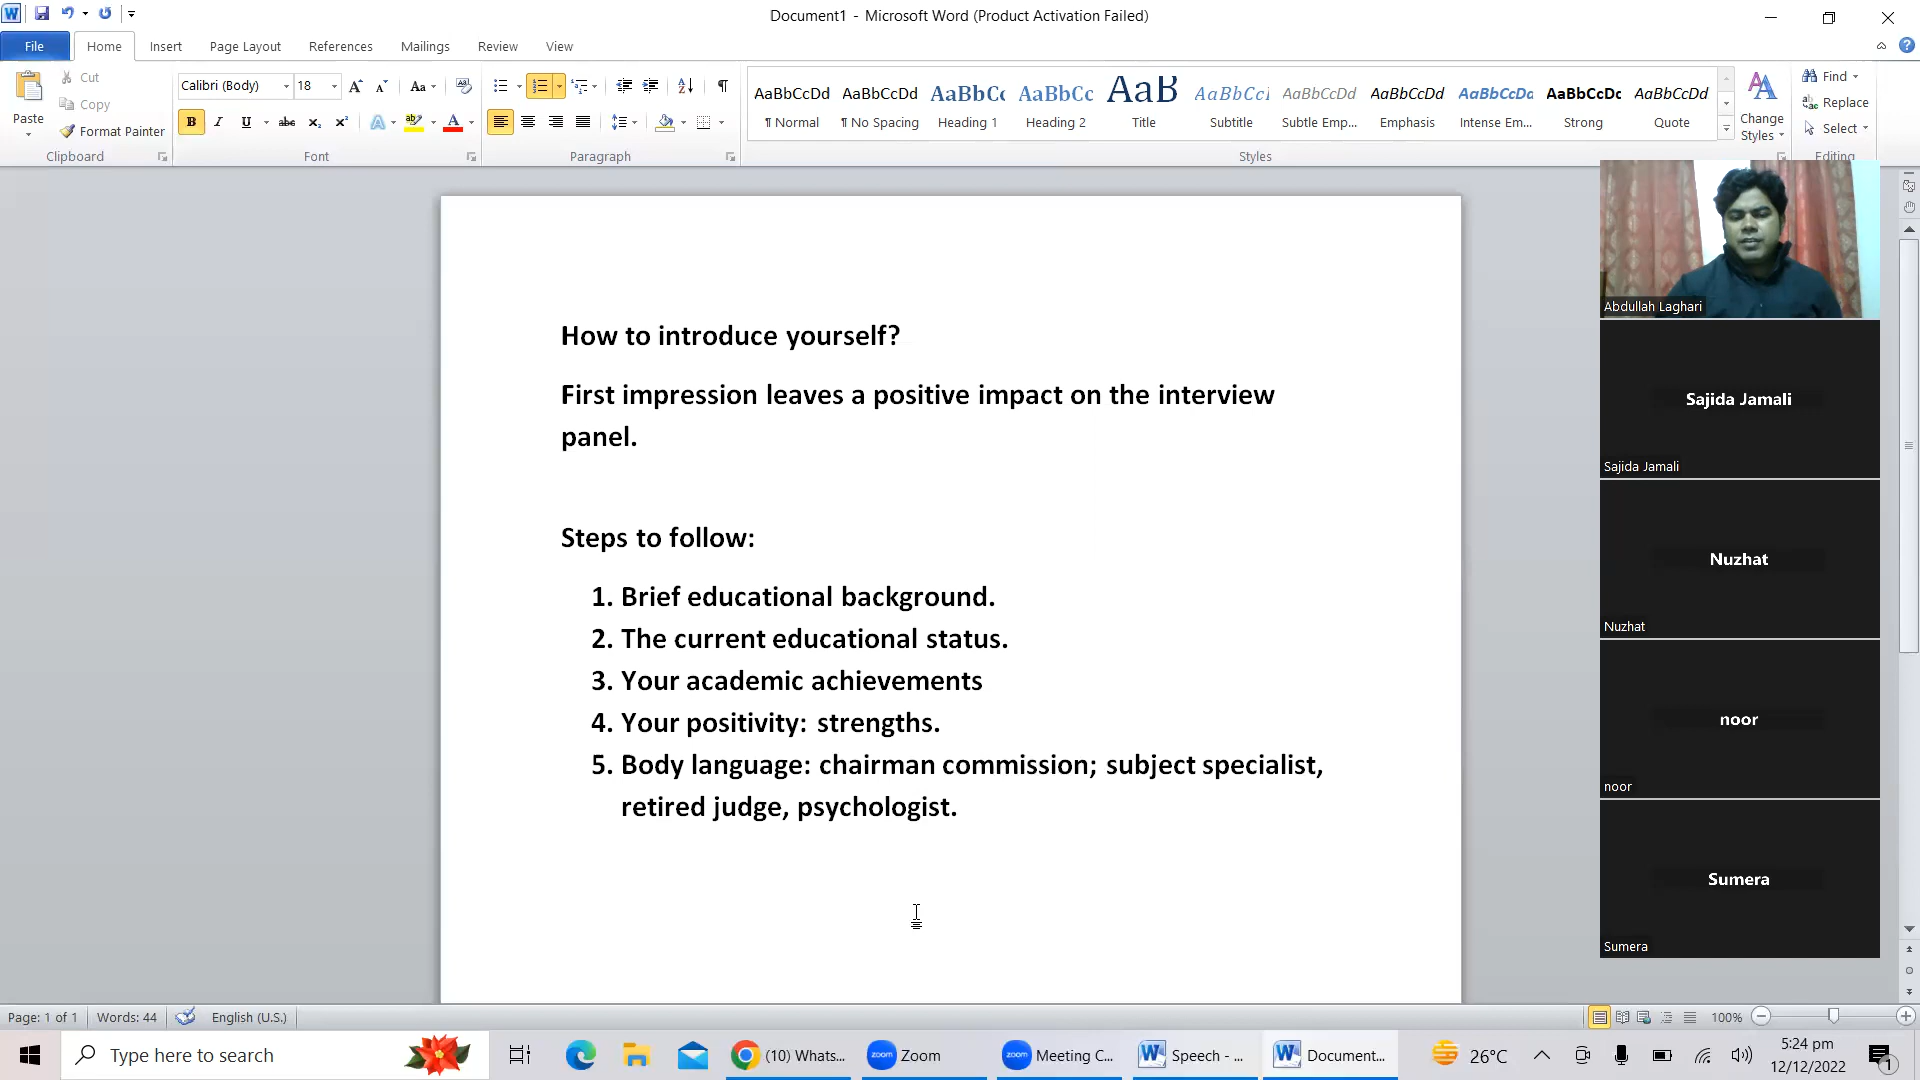 Document1 - Microsoft Word (Product Activation Failed)
File Home Insert Page Layout References Mailings Review View
Paste
Cut
Copy
Format Painter
Clipboard
Calibri (Body) 18
Font
Paragraph
AaBbCcDd AaBbCcDd AaBbCc AaBbCc AaB AaBbCcI AaBbCcDd AaBbCcDd AaBbCcDd AaBbCcDc AaBbCcDd
¶ Normal ¶ No Spacing Heading 1 Heading 2 Title Subtitle Subtle Emp... Emphasis Intense Em... Strong Quote
Styles
Change Styles
Find
Replace
Select
Editing
How to introduce yourself?
First impression leaves a positive impact on the interview
panel.
Steps to follow:
1. Brief educational background.
2. The current educational status.
3. Your academic achievements
4. Your positivity: strengths.
5. Body language: chairman commission; subject specialist,
retired judge, psychologist.
Abdullah Laghari
Sajida Jamali
Sajida Jamali
Nuzhat
Nuzhat
noor
noor
Sumera
Sumera
Page: 1 of 1 Words: 44 English (U.S.) 100%
Type here to search
(10) Whats...
zoom Zoom
zoom Meeting C...
Speech - ...
Document...
26°C
5:24 pm
12/12/2022
1